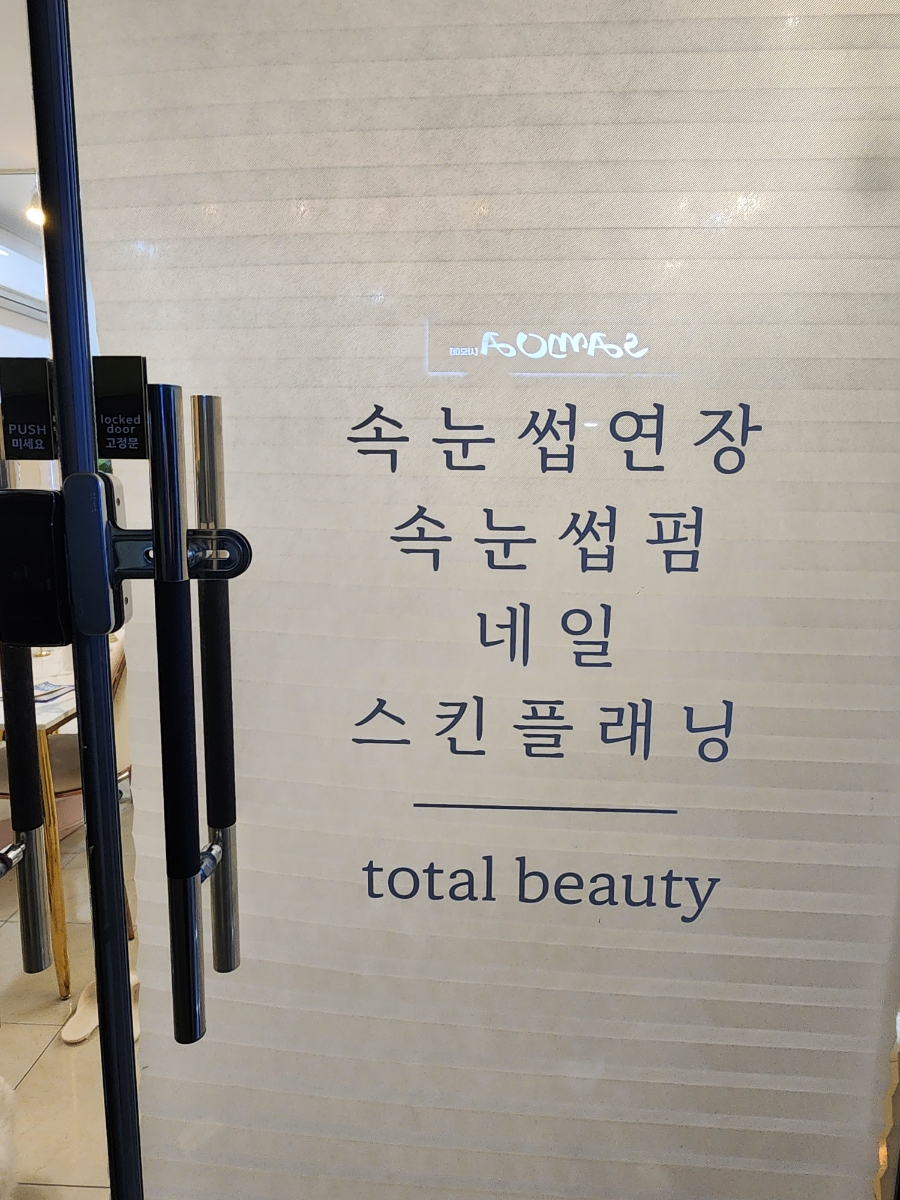 PUSH
미세요
locked
door
고정문
SAMOA
속눈썹연장
속눈썹펌
네일
스킨플래닝
total beauty